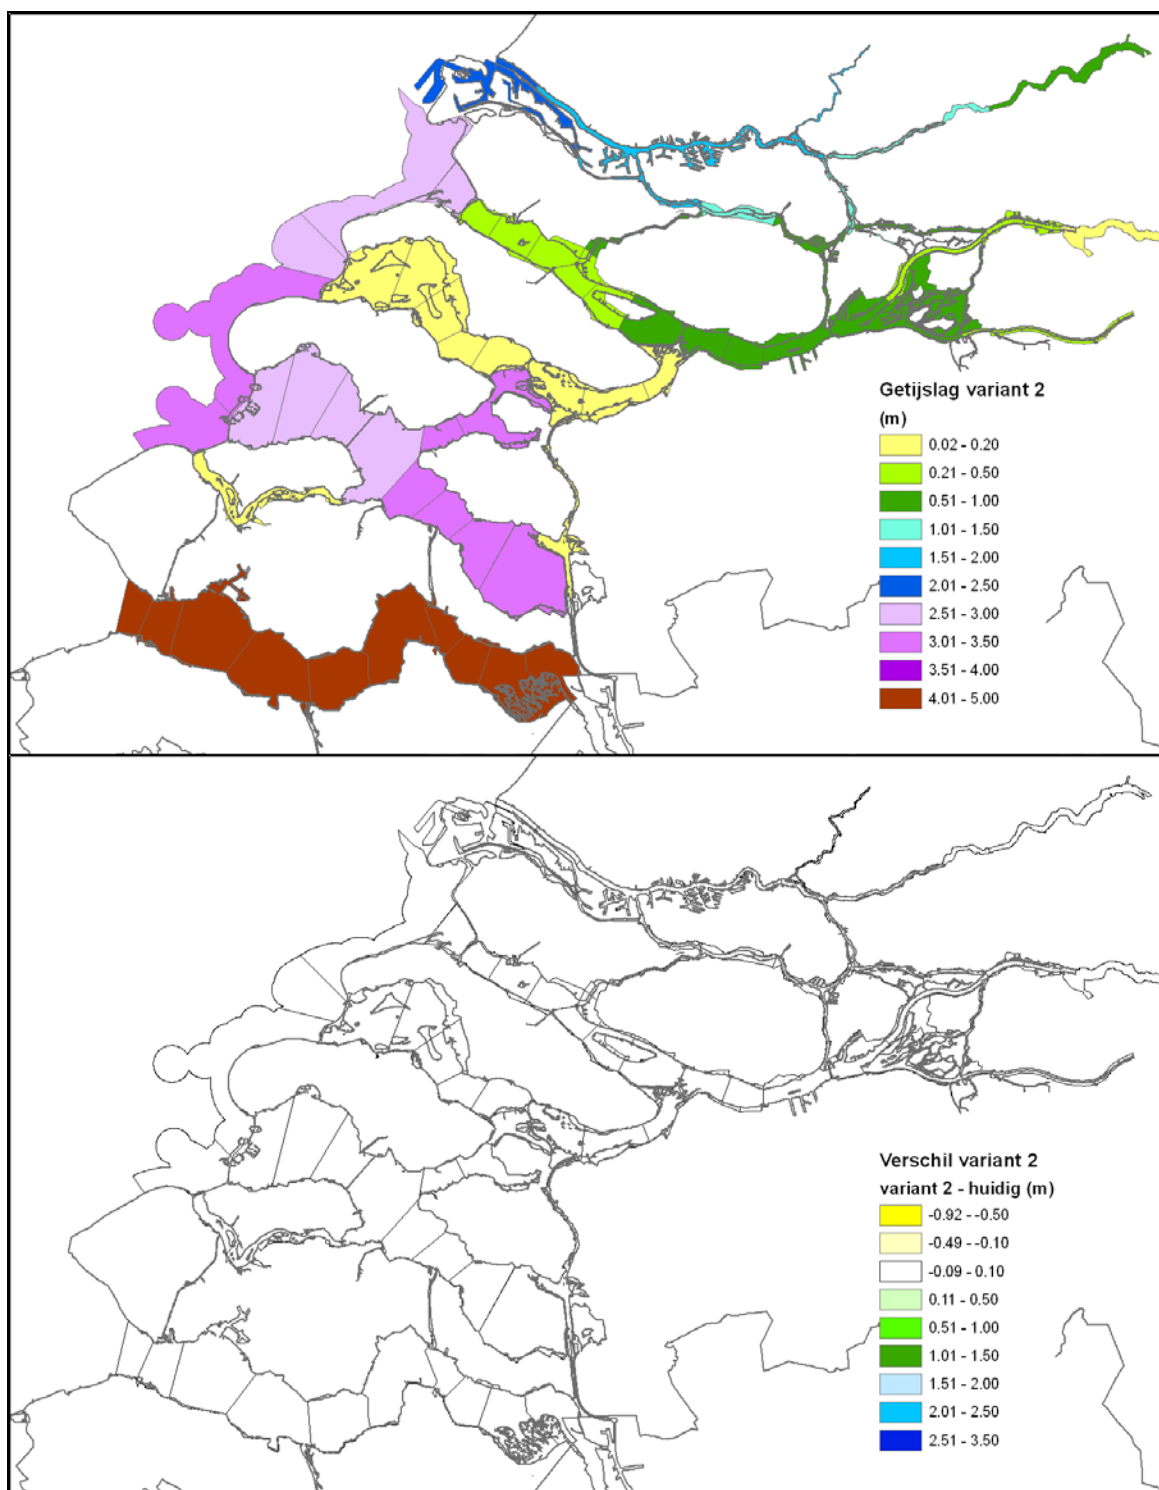 Getijslag variant 2
(m)
0.02 - 0.20
0.21 - 0.50
0.51 - 1.00
1.01 - 1.50
1.51 - 2.00
2.01 - 2.50
2.51 - 3.00
3.01 - 3.50
3.51 - 4.00
4.01 - 5.00
Verschil variant 2
variant 2 - huidig (m)
-0.92 - -0.50
-0.49 - -0.10
-0.09 - 0.10
0.11 - 0.50
0.51 - 1.00
1.01 - 1.50
1.51 - 2.00
2.01 - 2.50
2.51 - 3.50